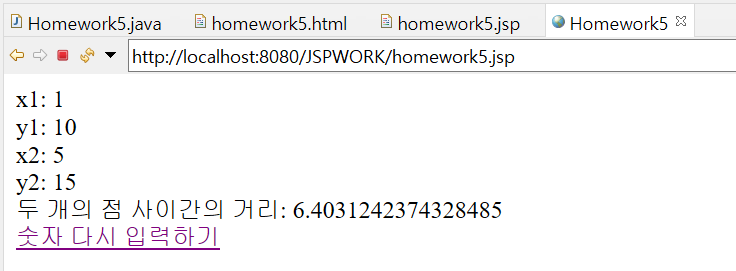 Homework5.java homework5.html homework5.jsp Homework5
http://localhost:8080/JSPWORK/homework5.jsp
x1: 1
y1: 10
x2: 5
y2: 15
두 개의 점 사이간의 거리: 6.4031242374328485
숫자 다시 입력하기